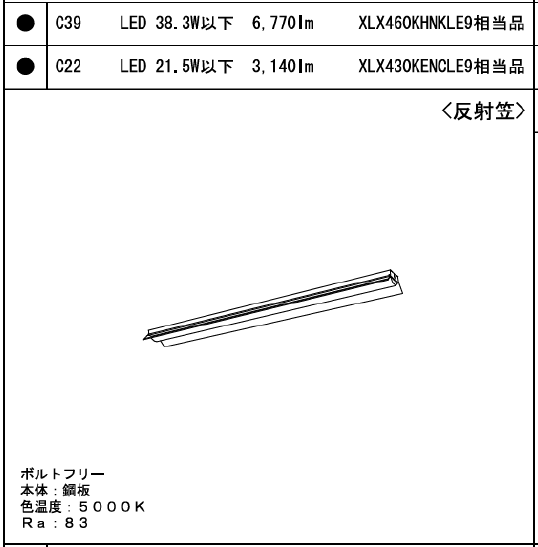 ● C39 LED 38.3W以下 6,770lm XLX460KHNKLE9相当品
● C22 LED 21.5W以下 3,140lm XLX430KENCLE9相当品
〈反射笠〉
ボルトフリー
本体：鋼板
色温度：5000K
Ra：83